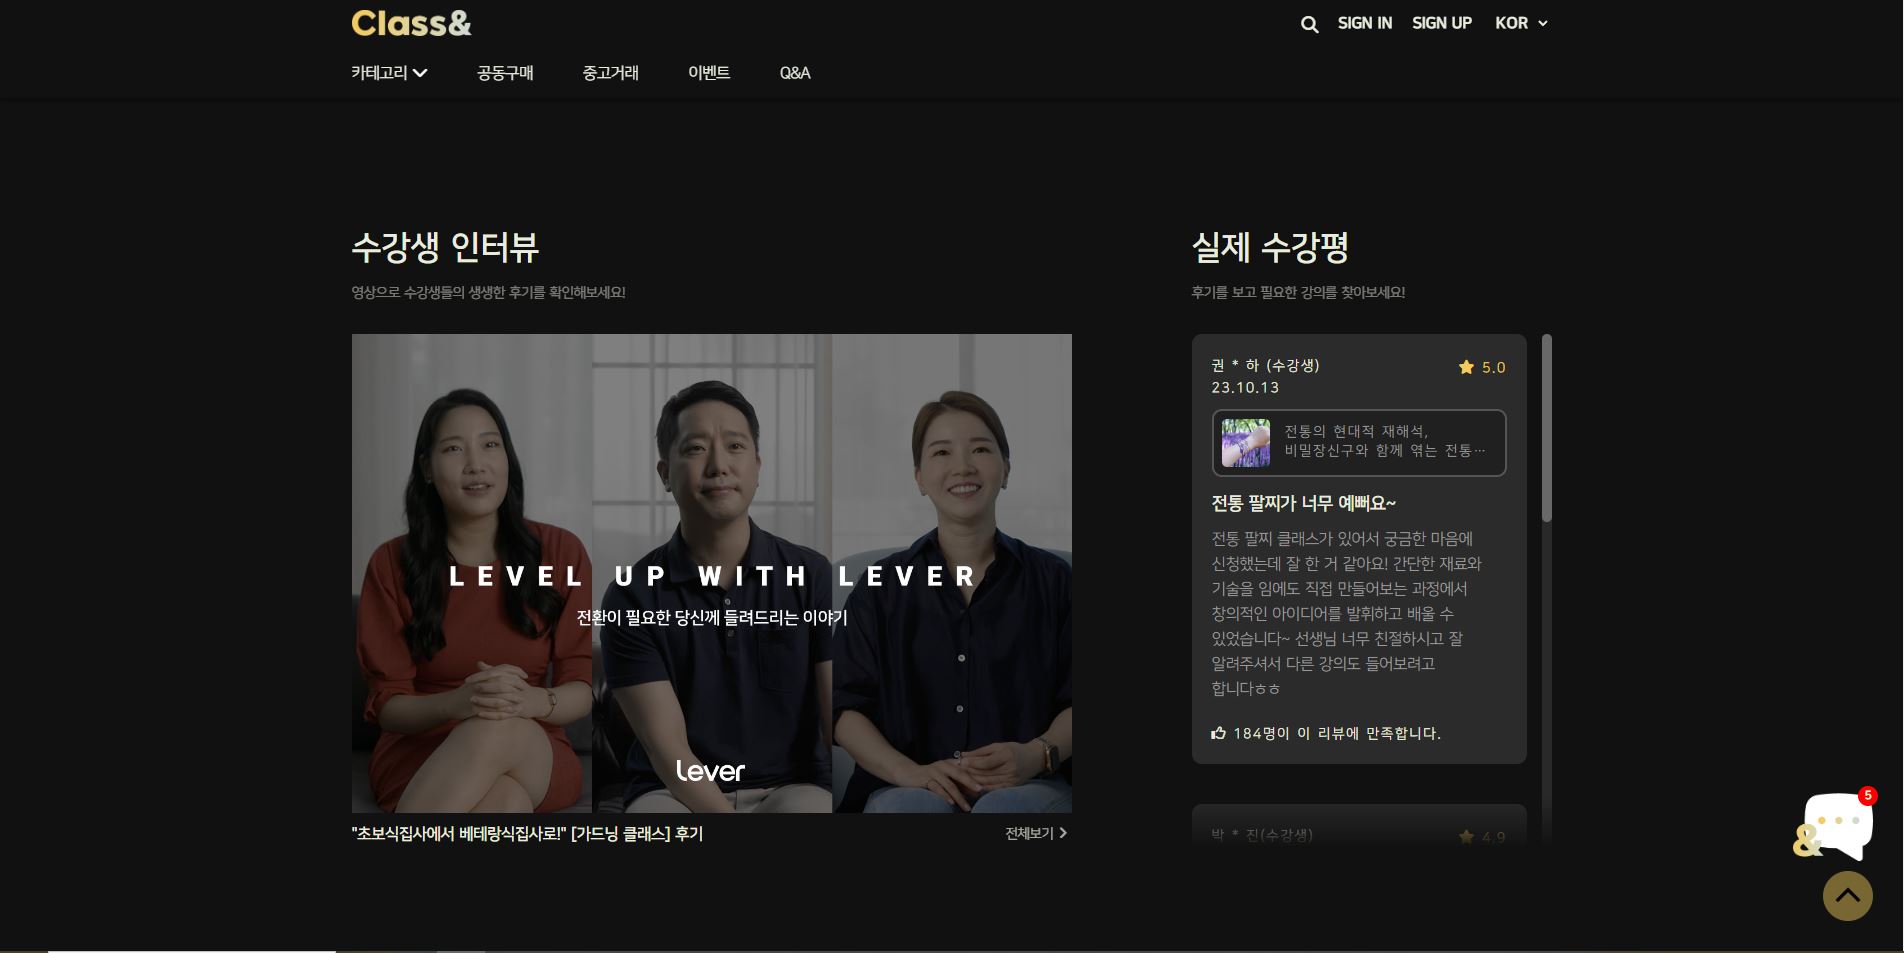 Class&
SIGN IN
SIGN UP
KOR
카테고리
공동구매
중고거래
이벤트
Q&A
수강생 인터뷰
영상으로 수강생들의 생생한 후기를 확인해보세요!
LEVEL UP WITH LEVER
전환이 필요한 당신께 들려드리는 이야기
Lever
"초보식집사에서 베테랑식집사로!" [가드닝 클래스] 후기
전체보기
실제 수강평
후기를 보고 필요한 강의를 찾아보세요!
권 * 하 (수강생)
5.0
23.10.13
전통의 현대적 재해석,
비밀장신구와 함께 엮는 전통…
전통 팔찌가 너무 예뻐요~
전통 팔찌 클래스가 있어서 궁금한 마음에
신청했는데 잘 한 거 같아요! 간단한 재료와
기술을 임에도 직접 만들어보는 과정에서
창의적인 아이디어를 발휘하고 배울 수
있었습니다~ 선생님 너무 친절하시고 잘
알려주셔서 다른 강의도 들어보려고
합니다ㅎㅎ
184명이 이 리뷰에 만족합니다.
박 * 진(수강생)
4.9
5
&